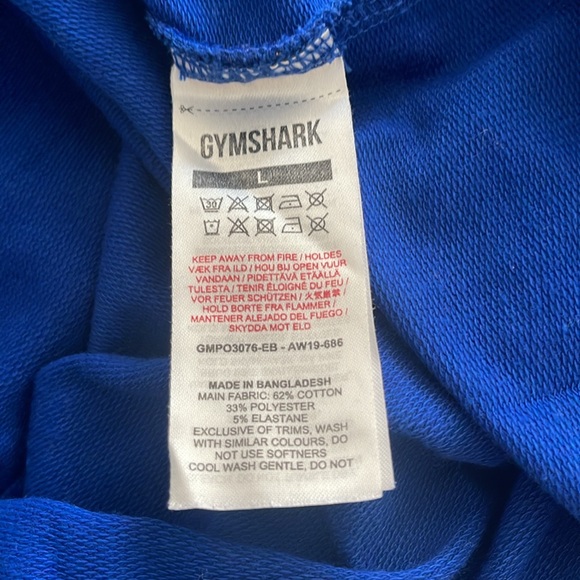 GYMSHARK
L
30
KEEP AWAY FROM FIRE / HOLDES
VÆK FRA ILD / HOU BIJ OPEN VUUR
VANDAAN / PIDETTÄVÄ ETÄÄLLÄ
TULESTA / TENIR ÉLOIGNÉ DU FEU /
VOR FEUER SCHÜTZEN / 火気厳禁 /
HOLD BORTE FRA FLAMMER /
MANTENER ALEJADO DEL FUEGO /
SKYDDA MOT ELD
GMPO3076-EB - AW19-686
MADE IN BANGLADESH
MAIN FABRIC: 62% COTTON
33% POLYESTER
5% ELASTANE
EXCLUSIVE OF TRIMS, WASH
WITH SIMILAR COLOURS, DO
NOT USE SOFTNERS
COOL WASH GENTLE, DO NOT